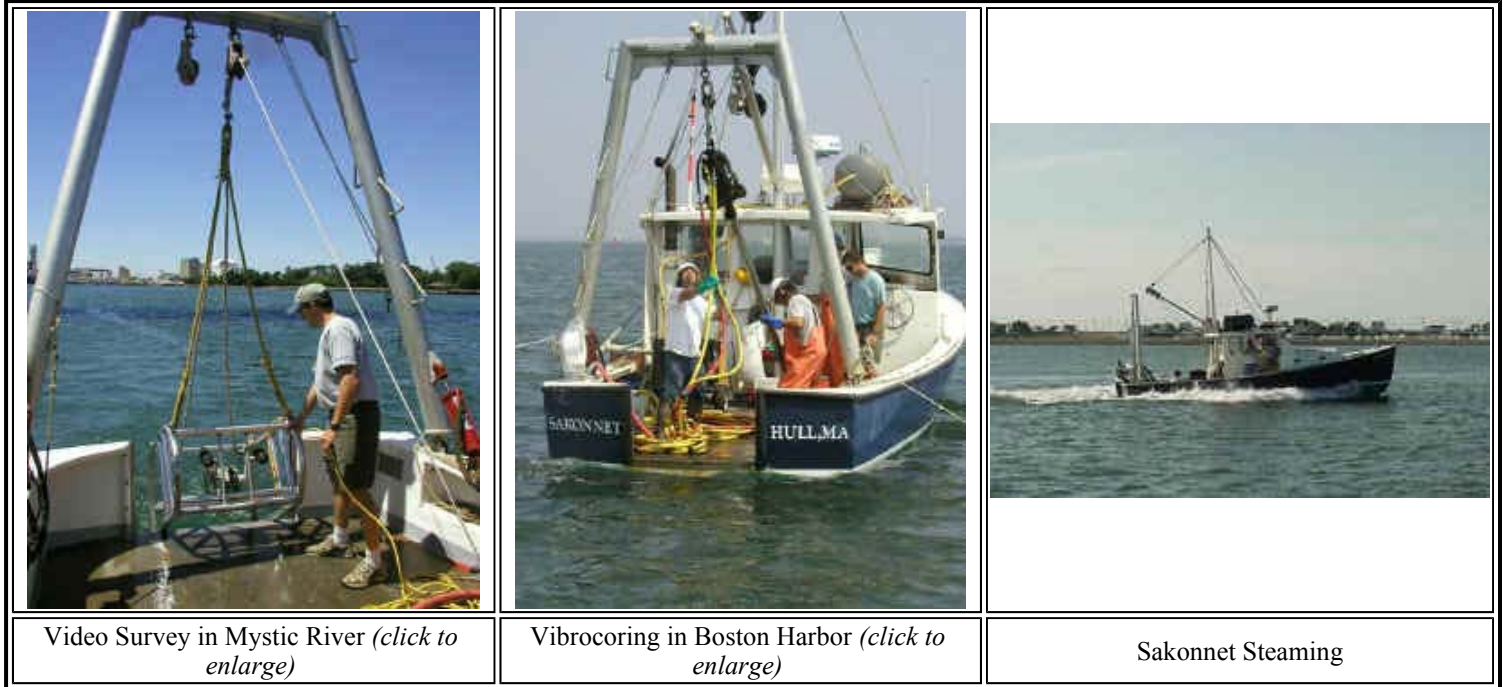 SAKONNET
HULL,MA
Video Survey in Mystic River (click to
enlarge)
Vibrocoring in Boston Harbor (click to
enlarge)
Sakonnet Steaming